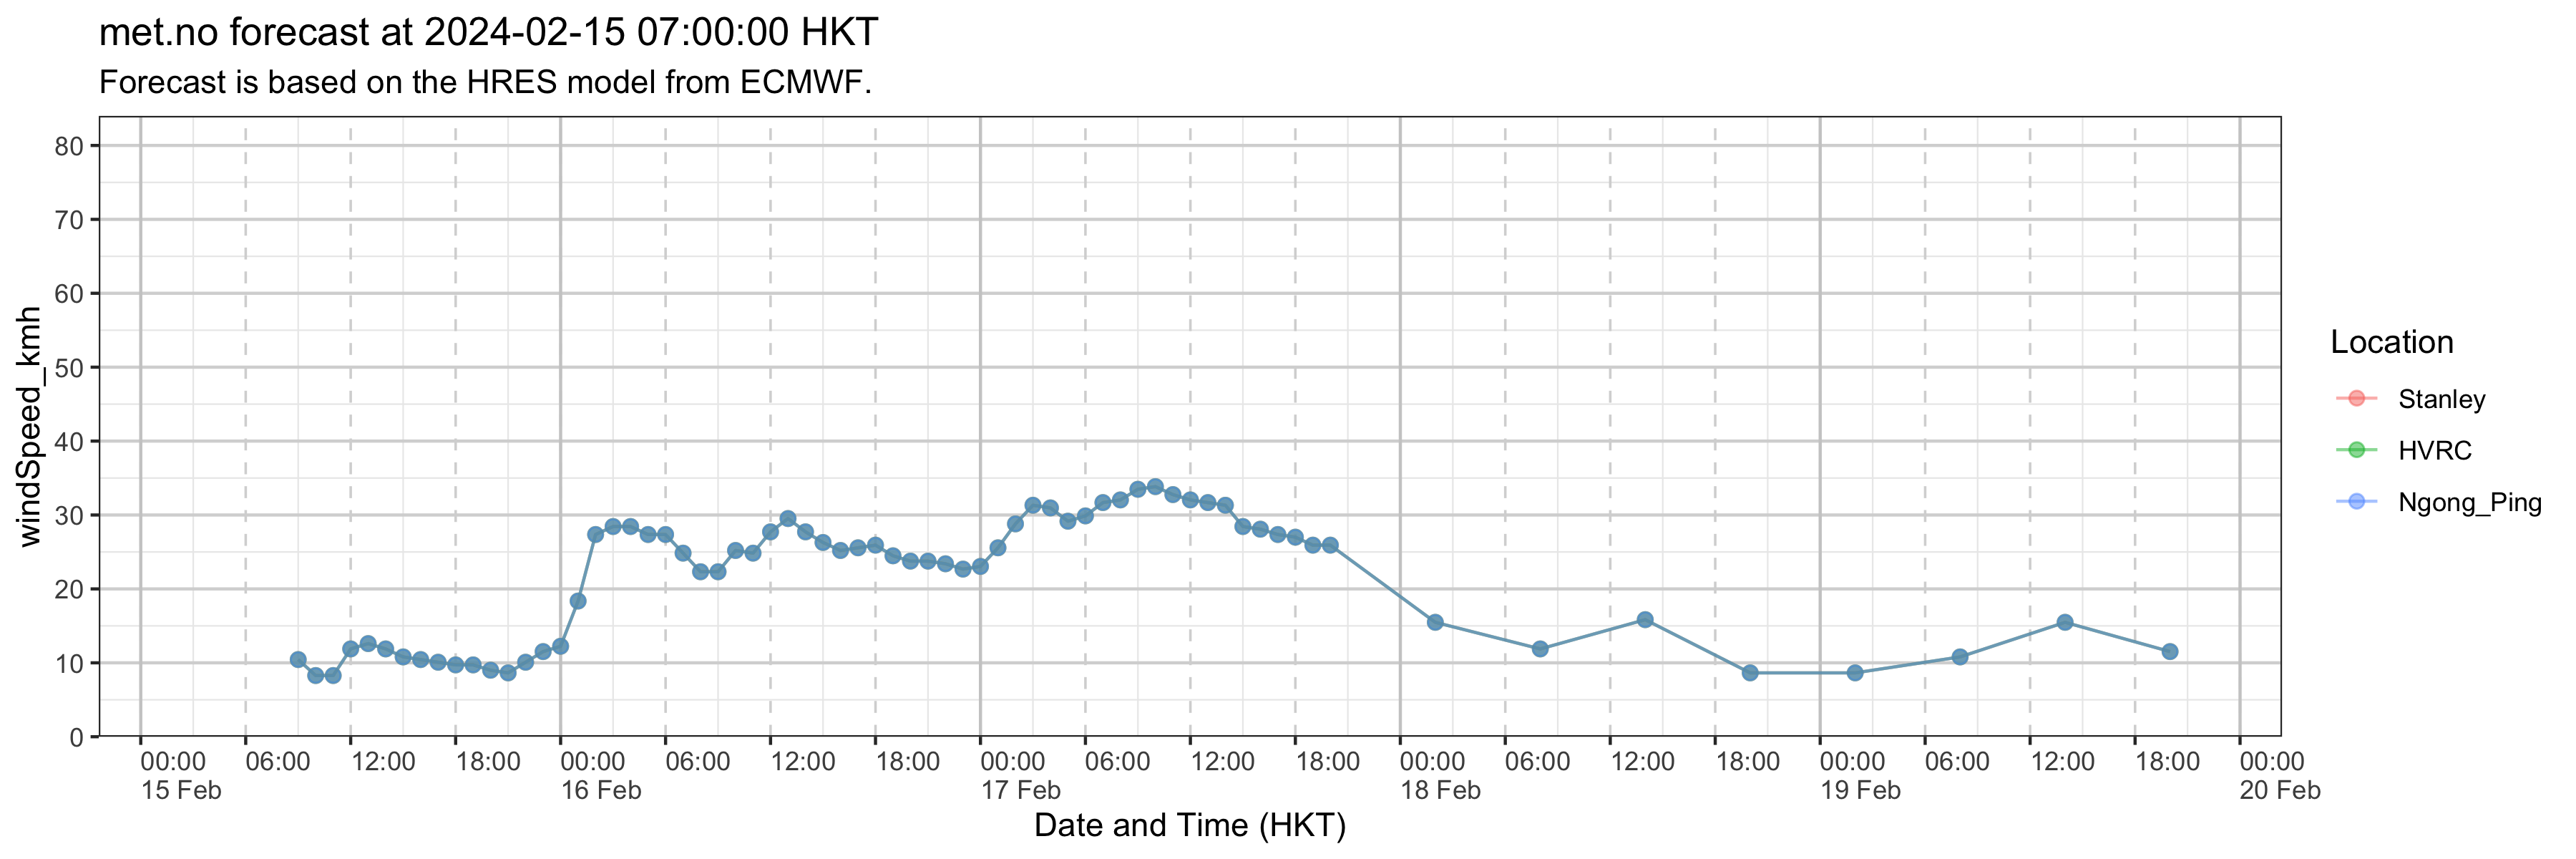 met.no forecast at 2024-02-15 07:00:00 HKT
Forecast is based on the HRES model from ECMWF.
windSpeed_kmh
80
70
60
50
40
30
20
10
0
00:00 06:00 12:00 18:00 00:00 06:00 12:00 18:00 00:00 06:00 12:00 18:00 00:00 06:00 12:00 18:00 00:00 06:00 12:00 18:00 00:00
15 Feb 16 Feb 17 Feb 18 Feb 19 Feb 20 Feb
Date and Time (HKT)
Location
Stanley
HVRC
Ngong_Ping